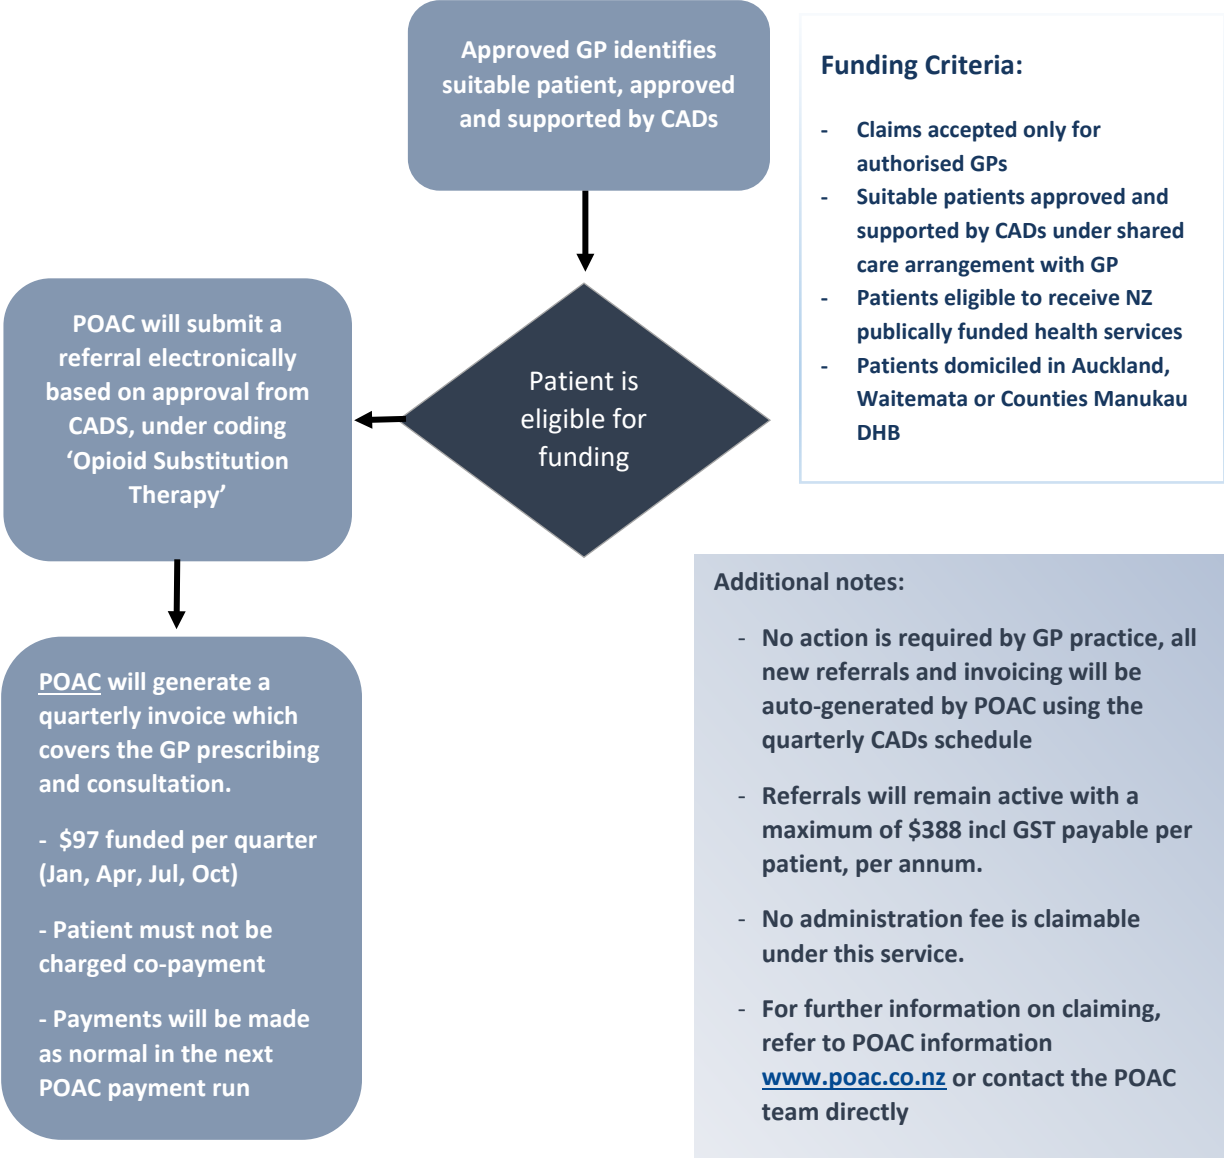 Approved GP identifies
suitable patient, approved
and supported by CADs
Funding Criteria:
- Claims accepted only for
authorised GPs
- Suitable patients approved and
supported by CADs under shared
care arrangement with GP
- Patients eligible to receive NZ
publically funded health services
- Patients domiciled in Auckland,
Waitemata or Counties Manukau
DHB
Patient is
eligible for
funding
POAC will submit a
referral electronically
based on approval from
CADS, under coding
‘Opioid Substitution
Therapy’
POAC will generate a
quarterly invoice which
covers the GP prescribing
and consultation.
- $97 funded per quarter
(Jan, Apr, Jul, Oct)
- Patient must not be
charged co-payment
- Payments will be made
as normal in the next
POAC payment run
Additional notes:
- No action is required by GP practice, all
new referrals and invoicing will be
auto-generated by POAC using the
quarterly CADs schedule
- Referrals will remain active with a
maximum of $388 incl GST payable per
patient, per annum.
- No administration fee is claimable
under this service.
- For further information on claiming,
refer to POAC information
www.poac.co.nz or contact the POAC
team directly